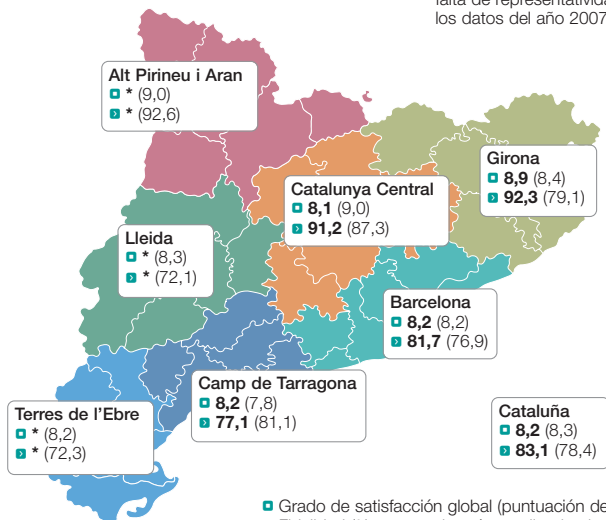 los datos del año 2007
Alt Pirineu i Aran
* (9,0)
* (92,6)
Girona
8,9 (8,4)
92,3 (79,1)
Catalunya Central
8,1 (9,0)
91,2 (87,3)
Lleida
* (8,3)
* (72,1)
Barcelona
8,2 (8,2)
81,7 (76,9)
Camp de Tarragona
8,2 (7,8)
77,1 (81,1)
Terres de l'Ebre
* (8,2)
* (72,3)
Cataluña
8,2 (8,3)
83,1 (78,4)
Grado de satisfacción global (puntuación de